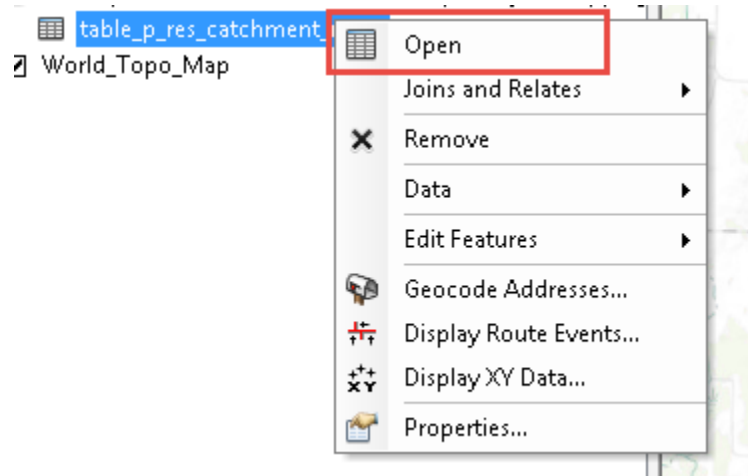 table_p_res_catchment_
World_Topo_Map
Open
Joins and Relates
Remove
Data
Edit Features
Geocode Addresses...
Display Route Events...
Display XY Data...
Properties...